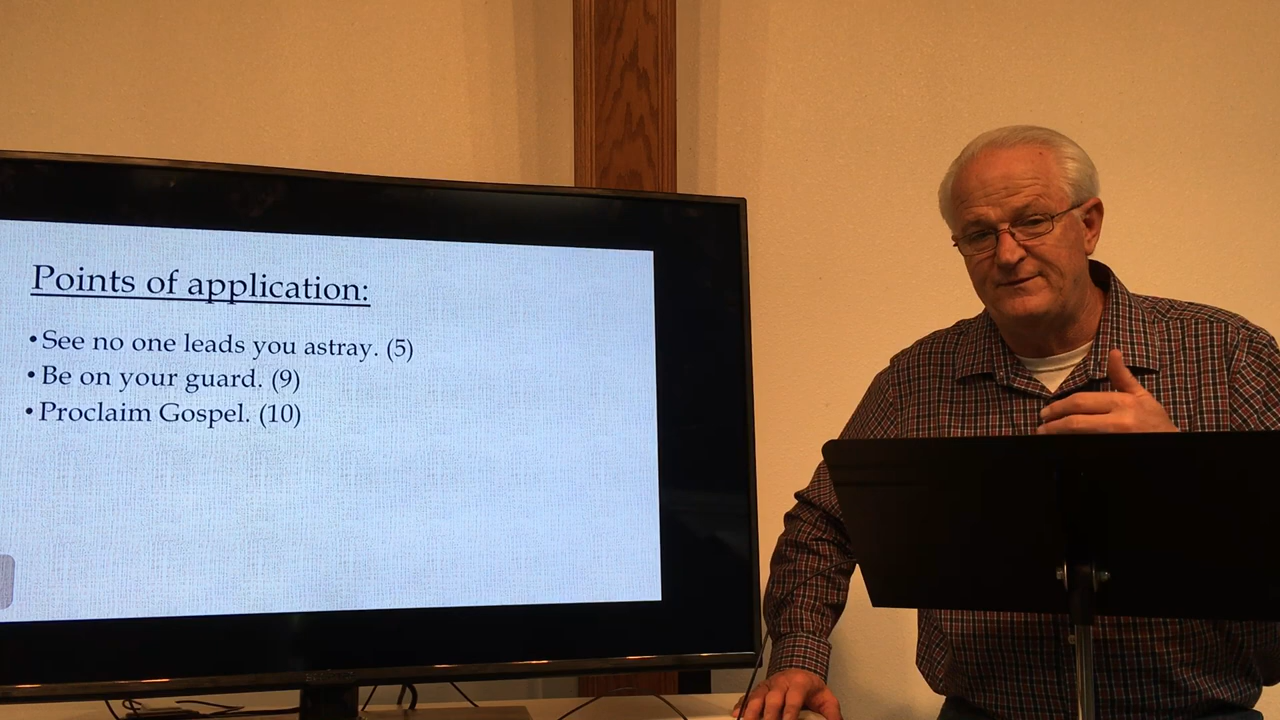 Points of application:
•See no one leads you astray. (5)
•Be on your guard. (9)
•Proclaim Gospel. (10)